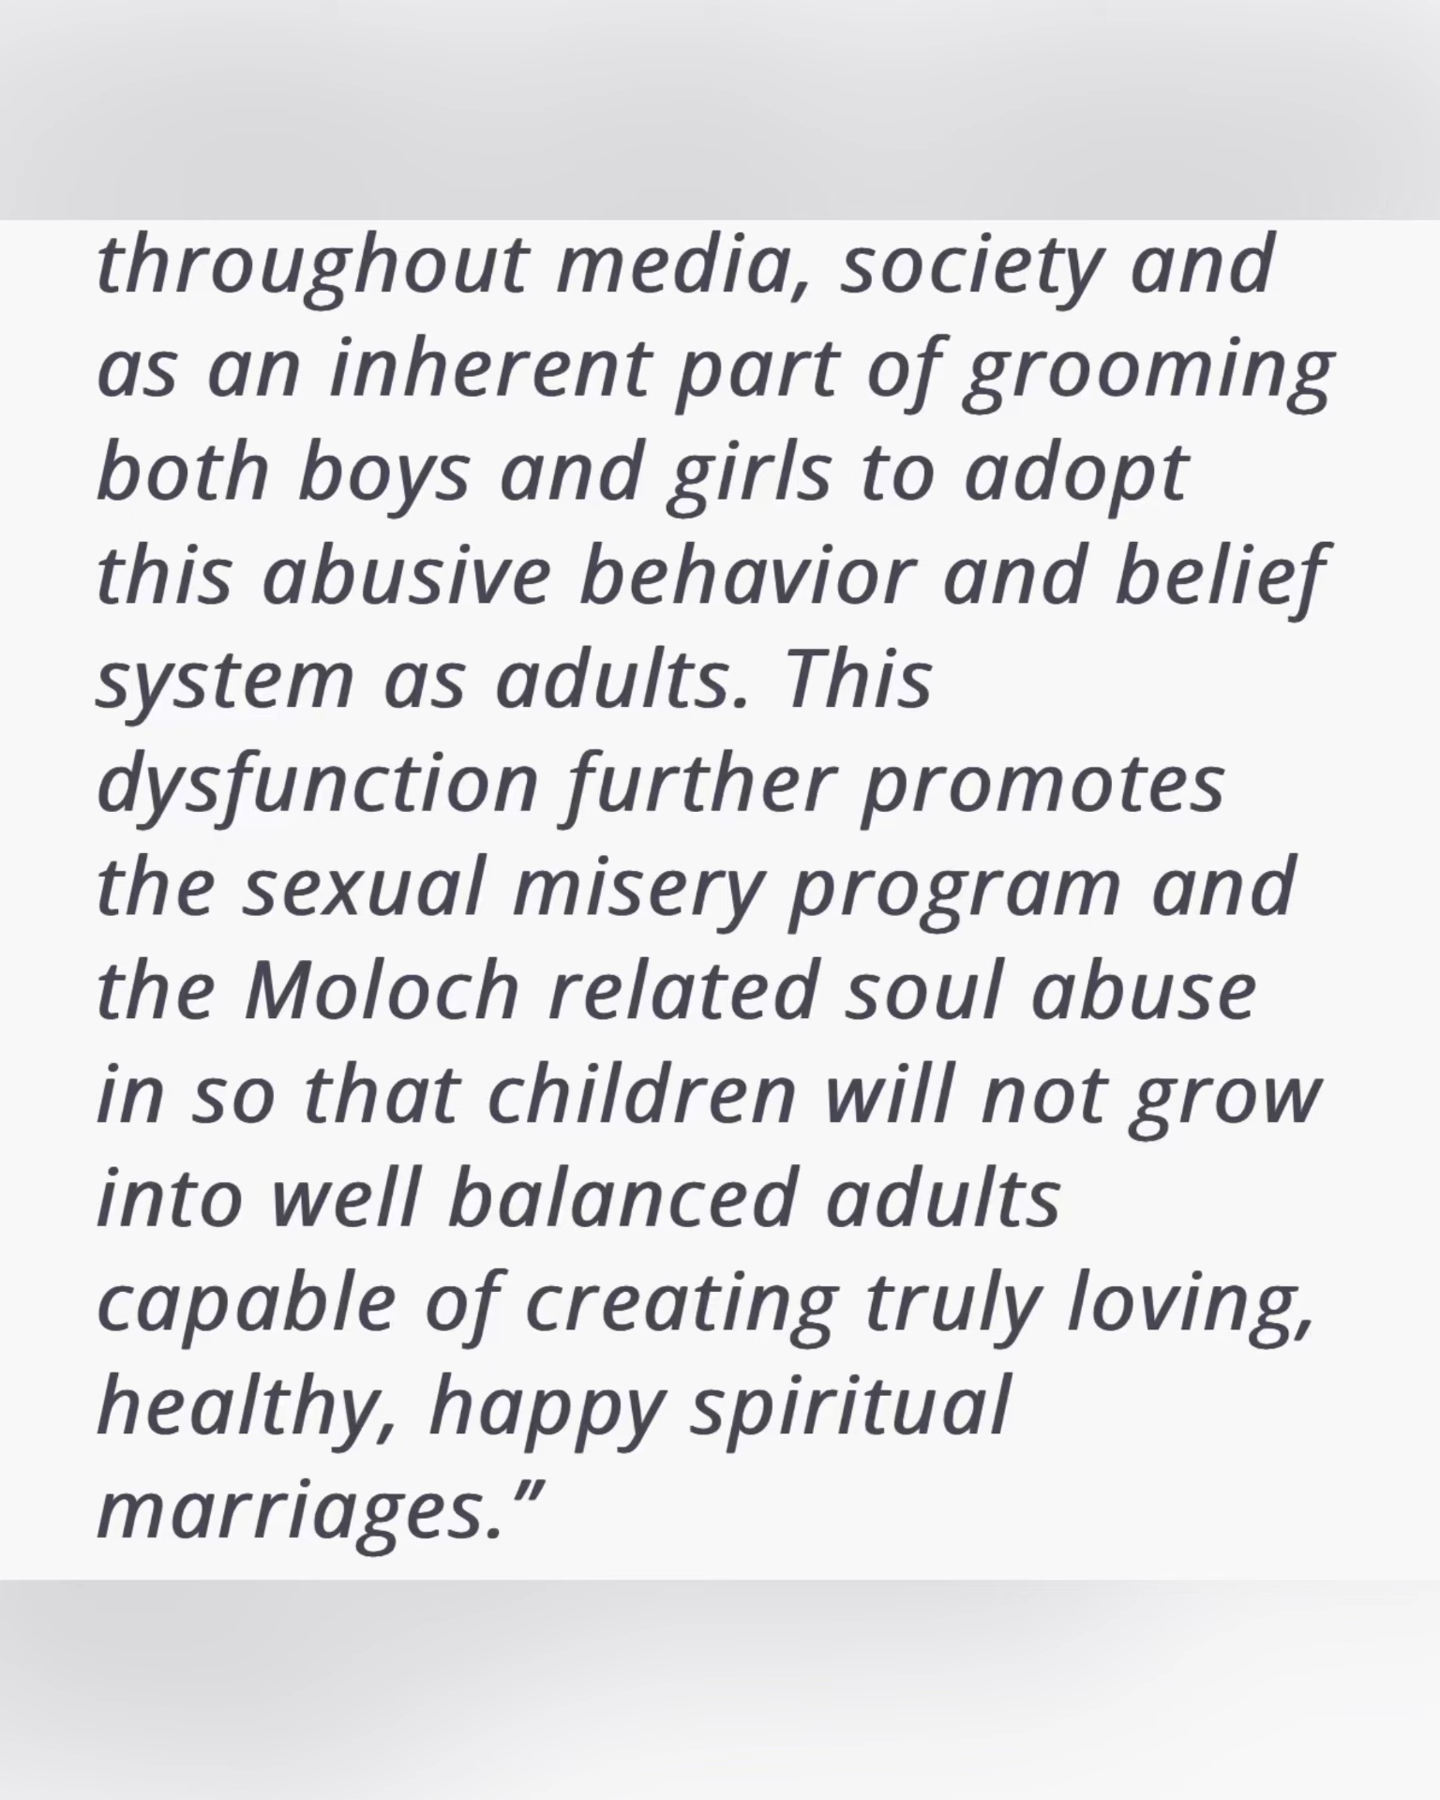 throughout media, society and
as an inherent part of grooming
both boys and girls to adopt
this abusive behavior and belief
system as adults. This
dysfunction further promotes
the sexual misery program and
the Moloch related soul abuse
in so that children will not grow
into well balanced adults
capable of creating truly loving,
healthy, happy spiritual
marriages.”